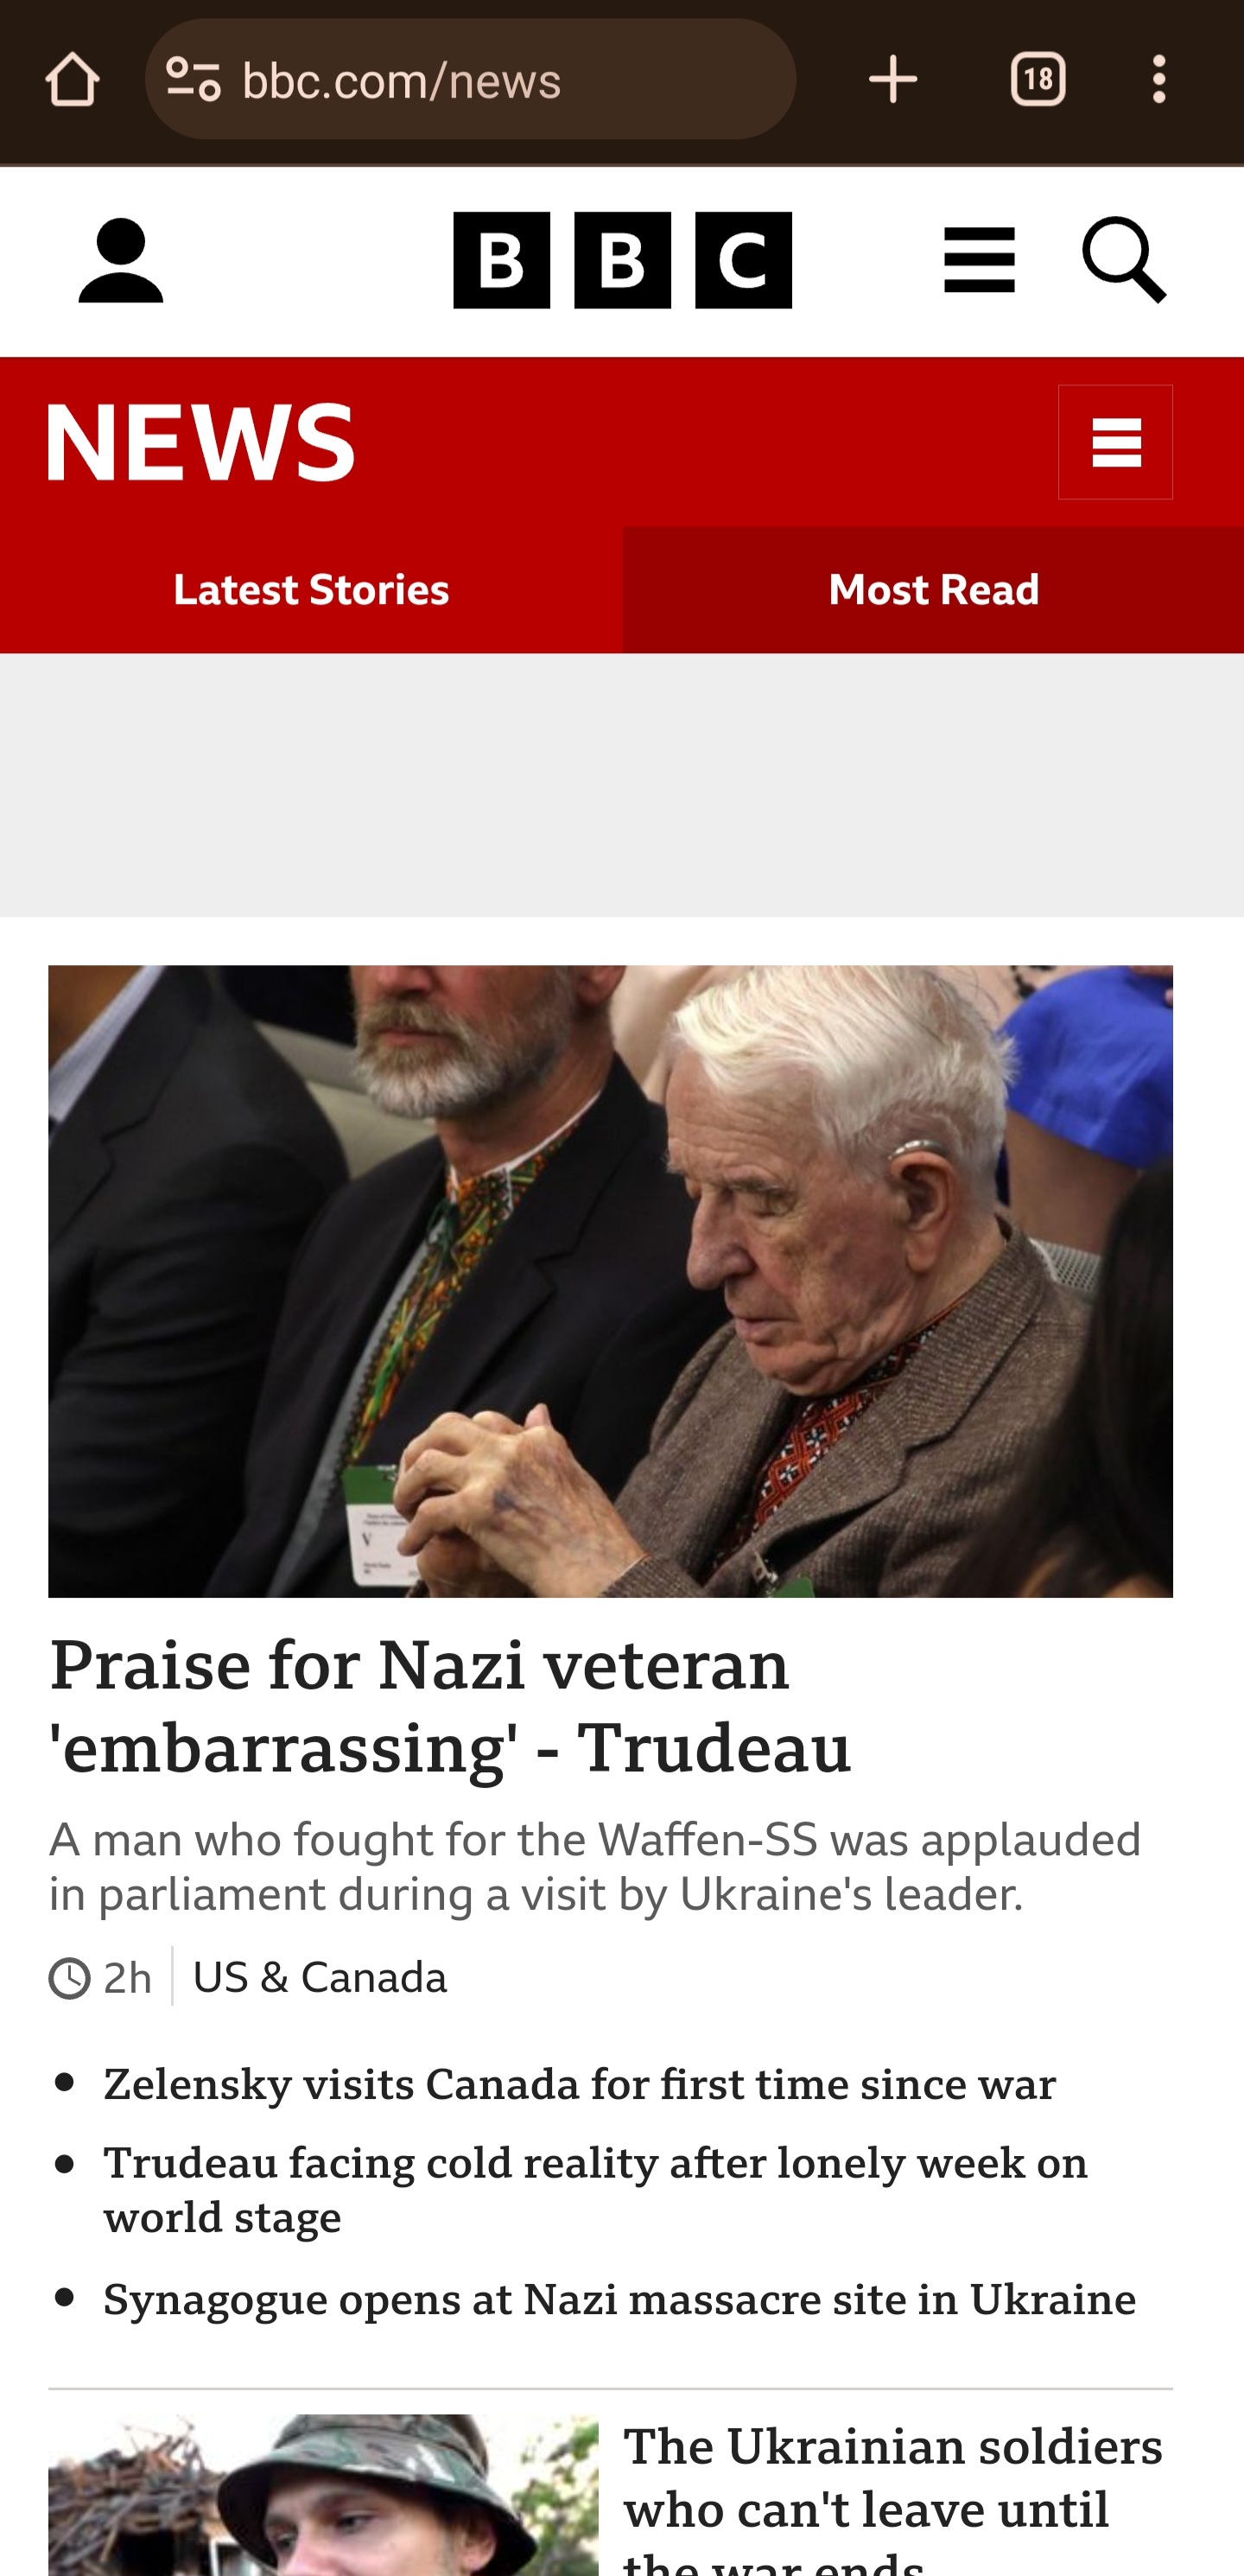 bbc.com/news
18
BBC
NEWS
Latest Stories
Most Read
V
Praise for Nazi veteran
'embarrassing' - Trudeau
A man who fought for the Waffen-SS was applauded
in parliament during a visit by Ukraine's leader.
2h
US & Canada
Zelensky visits Canada for first time since war
Trudeau facing cold reality after lonely week on
world stage
Synagogue opens at Nazi massacre site in Ukraine
The Ukrainian soldiers
who can't leave until
the war ends